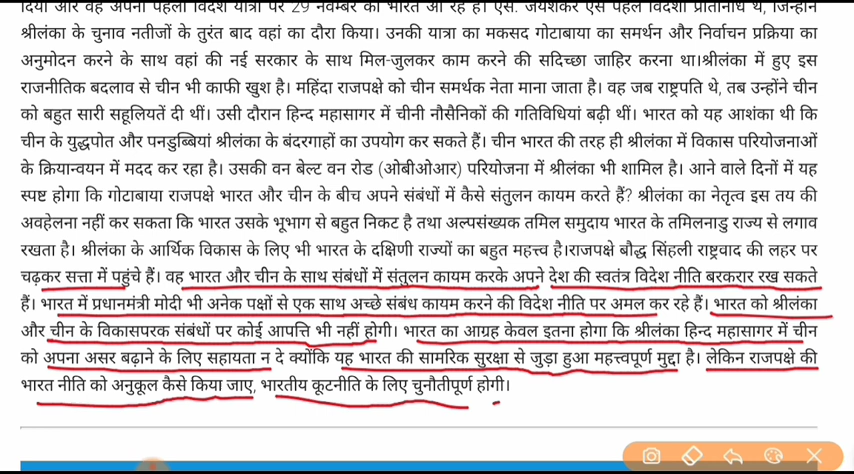 दिया और वह अपनी पहली विदेश यात्रा पर 29 नवम्बर को भारत आ रहे हैं। एस. जयशंकर ऐसे पहले विदेशी प्रतिनिधि थे, जिन्होंने
श्रीलंका के चुनाव नतीजों के तुरंत बाद वहां का दौरा किया। उनकी यात्रा का मकसद गोटाबाया का समर्थन और निर्वाचन प्रक्रिया का
अनुमोदन करने के साथ वहां की नई सरकार के साथ मिल-जुलकर काम करने की सदिच्छा जाहिर करना था।श्रीलंका में हुए इस
राजनीतिक बदलाव से चीन भी काफी खुश है। महिंदा राजपक्षे को चीन समर्थक नेता माना जाता है। वह जब राष्ट्रपति थे, तब उन्होंने चीन
को बहुत सारी सहूलियतें दी थीं। उसी दौरान हिन्द महासागर में चीनी नौसैनिकों की गतिविधियां बढ़ी थीं। भारत को यह आशंका थी कि
चीन के युद्धपोत और पनडुब्बियां श्रीलंका के बंदरगाहों का उपयोग कर सकते हैं। चीन भारत की तरह ही श्रीलंका में विकास परियोजनाओं
के क्रियान्वयन में मदद कर रहा है। उसकी वन बेल्ट वन रोड (ओबीओआर) परियोजना में श्रीलंका भी शामिल है। आने वाले दिनों में यह
स्पष्ट होगा कि गोटाबाया राजपक्षे भारत और चीन के बीच अपने संबंधों में कैसे संतुलन कायम करते हैं? श्रीलंका का नेतृत्व इस तय की
अवहेलना नहीं कर सकता कि भारत उसके भूभाग से बहुत निकट है तथा अल्पसंख्यक तमिल समुदाय भारत के तमिलनाडु राज्य से लगाव
रखता है। श्रीलंका के आर्थिक विकास के लिए भी भारत के दक्षिणी राज्यों का बहुत महत्त्व है।राजपक्षे बौद्ध सिंहली राष्ट्रवाद की लहर पर
चढ़कर सत्ता में पहुंचे हैं। वह भारत और चीन के साथ संबंधों में संतुलन कायम करके अपने देश की स्वतंत्र विदेश नीति बरकरार रख सकते
हैं। भारत में प्रधानमंत्री मोदी भी अनेक पक्षों से एक साथ अच्छे संबंध कायम करने की विदेश नीति पर अमल कर रहे हैं। भारत को श्रीलंका
और चीन के विकासपरक संबंधों पर कोई आपत्ति भी नहीं होगी। भारत का आग्रह केवल इतना होगा कि श्रीलंका हिन्द महासागर में चीन
को अपना असर बढ़ाने के लिए सहायता न दे क्योंकि यह भारत की सामरिक सुरक्षा से जुड़ा हुआ महत्त्वपूर्ण मुद्दा है। लेकिन राजपक्षे की
भारत नीति को अनुकूल कैसे किया जाए, भारतीय कूटनीति के लिए चुनौतीपूर्ण होगी।